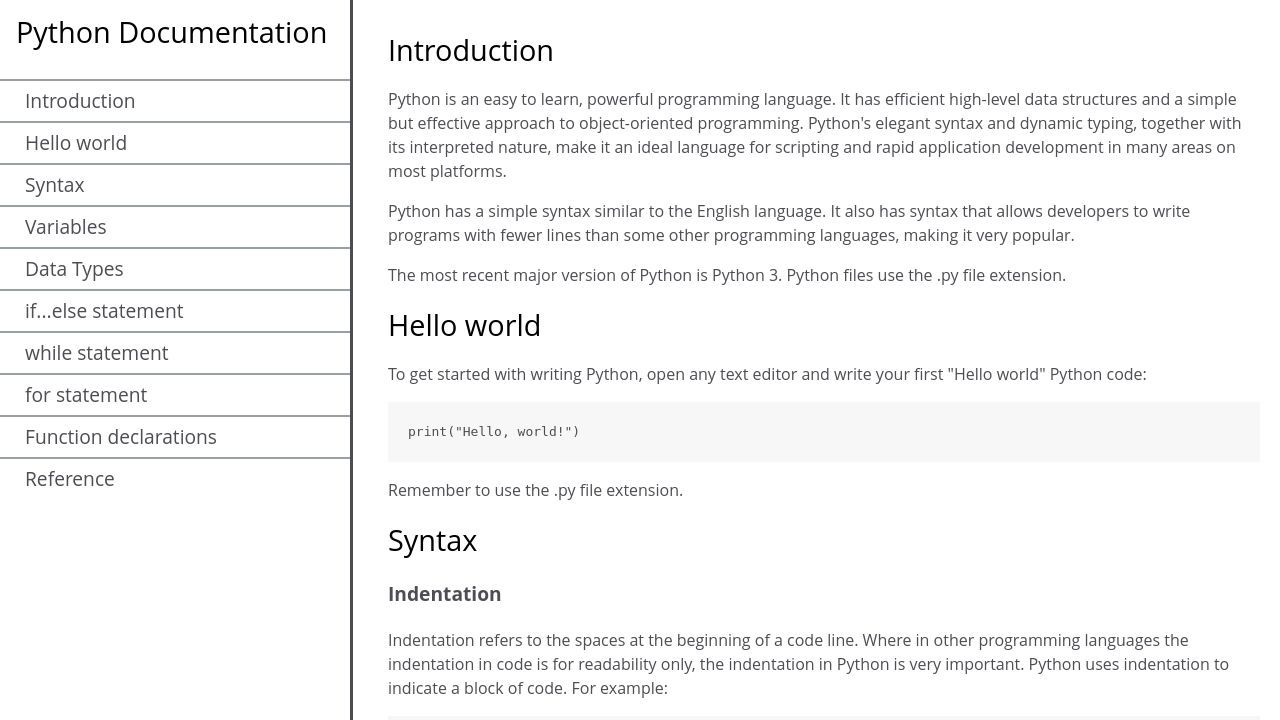 Python Documentation
Introduction
Hello world
Syntax
Variables
Data Types
if...else statement
while statement
for statement
Function declarations
Reference
Introduction
Python is an easy to learn, powerful programming language. It has efficient high-level data structures and a simple
but effective approach to object-oriented programming. Python's elegant syntax and dynamic typing, together with
its interpreted nature, make it an ideal language for scripting and rapid application development in many areas on
most platforms.
Python has a simple syntax similar to the English language. It also has syntax that allows developers to write
programs with fewer lines than some other programming languages, making it very popular.
The most recent major version of Python is Python 3. Python files use the .py file extension.
Hello world
To get started with writing Python, open any text editor and write your first "Hello world" Python code:
print("Hello, world!")
Remember to use the .py file extension.
Syntax
Indentation
Indentation refers to the spaces at the beginning of a code line. Where in other programming languages the
indentation in code is for readability only, the indentation in Python is very important. Python uses indentation to
indicate a block of code. For example: